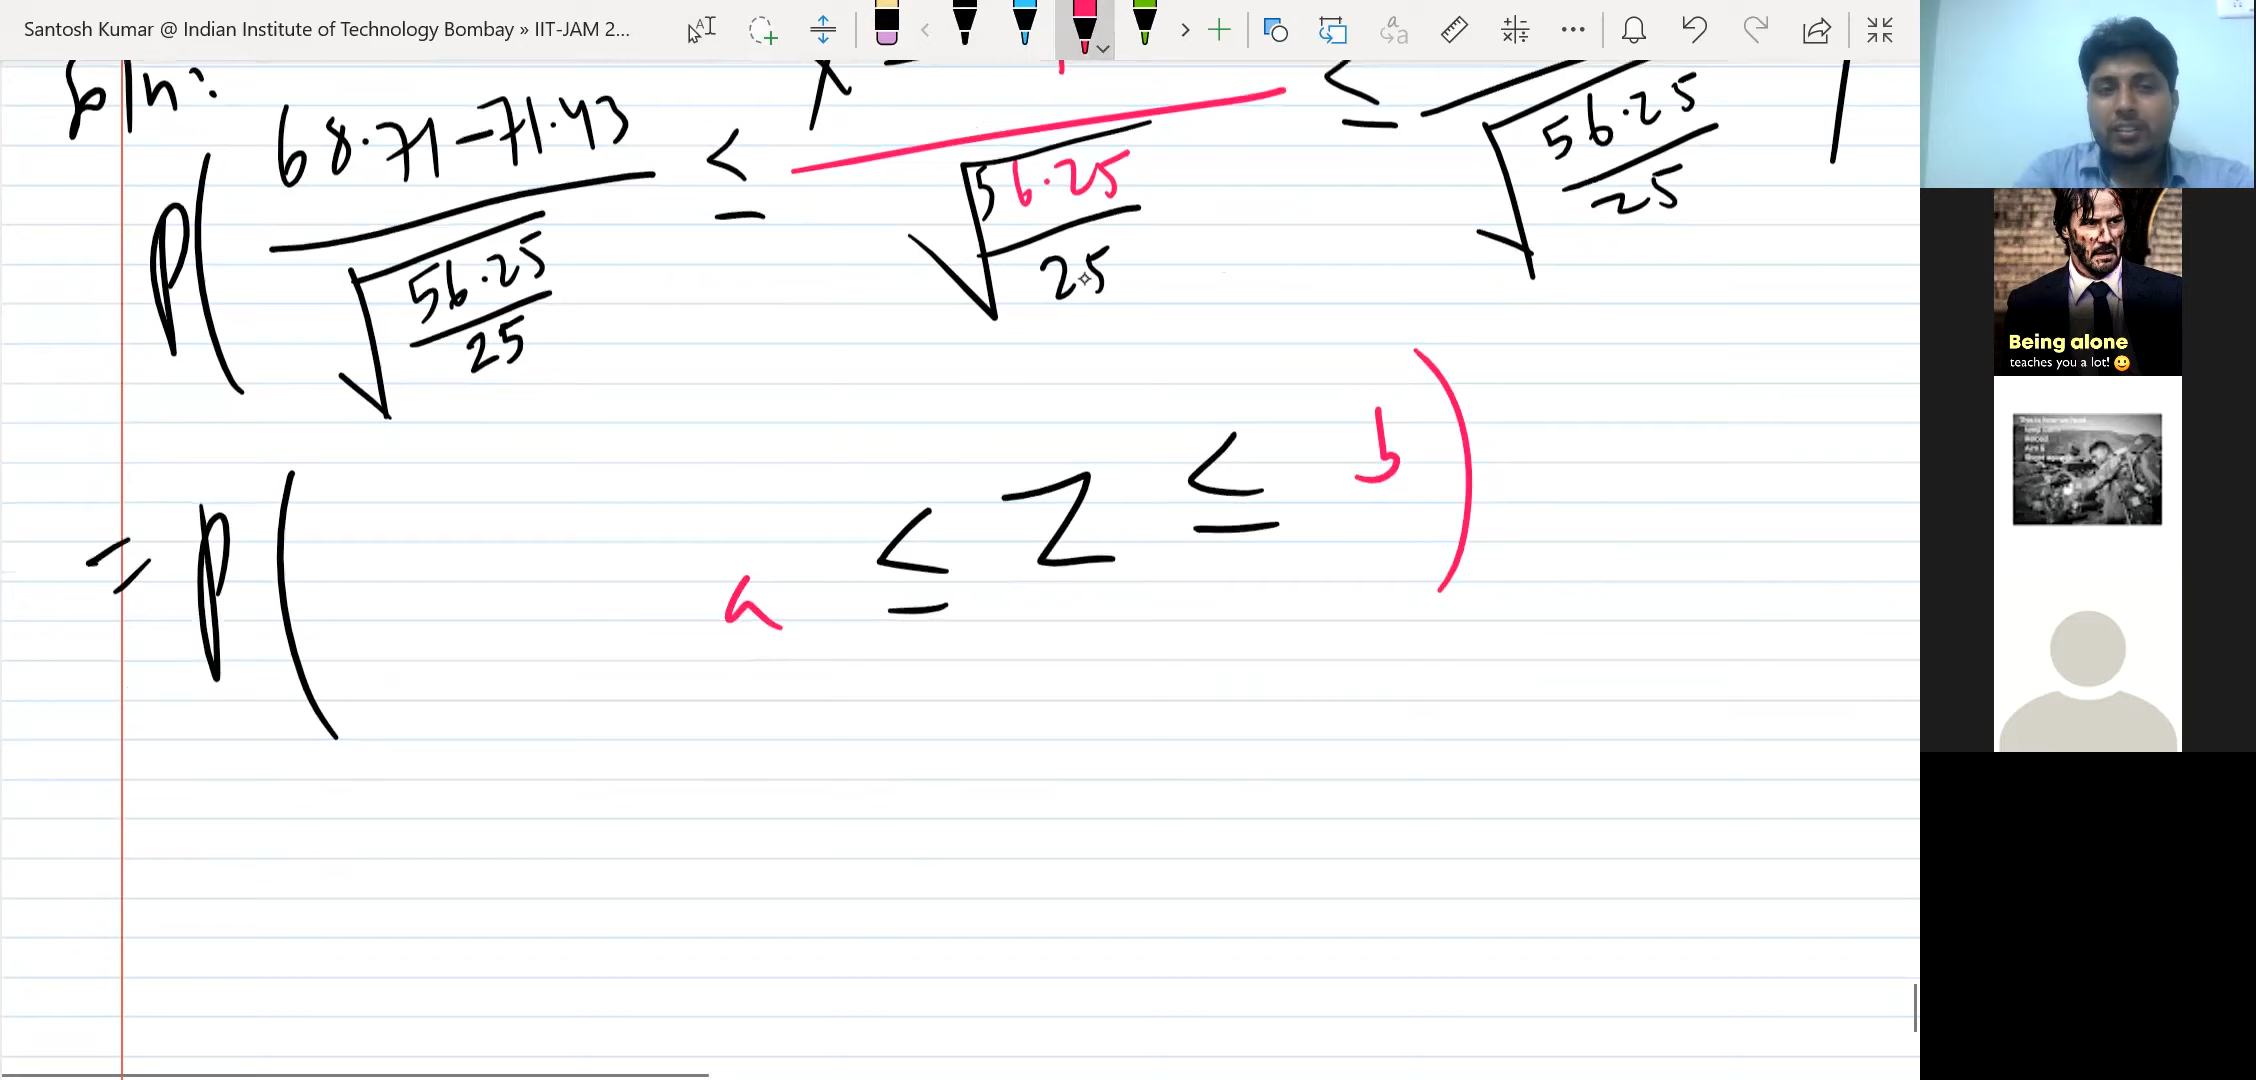 Santosh Kumar @ Indian Institute of Technology Bombay » IIT-JAM 2...
Soln:
P( (68.71-71.43) / √(56.25/25) ≤ / √(56.25/25) ≤ / √(56.25/25) )
= P( a ≤ Z ≤ b )
Being alone
teaches you a lot! 🙂